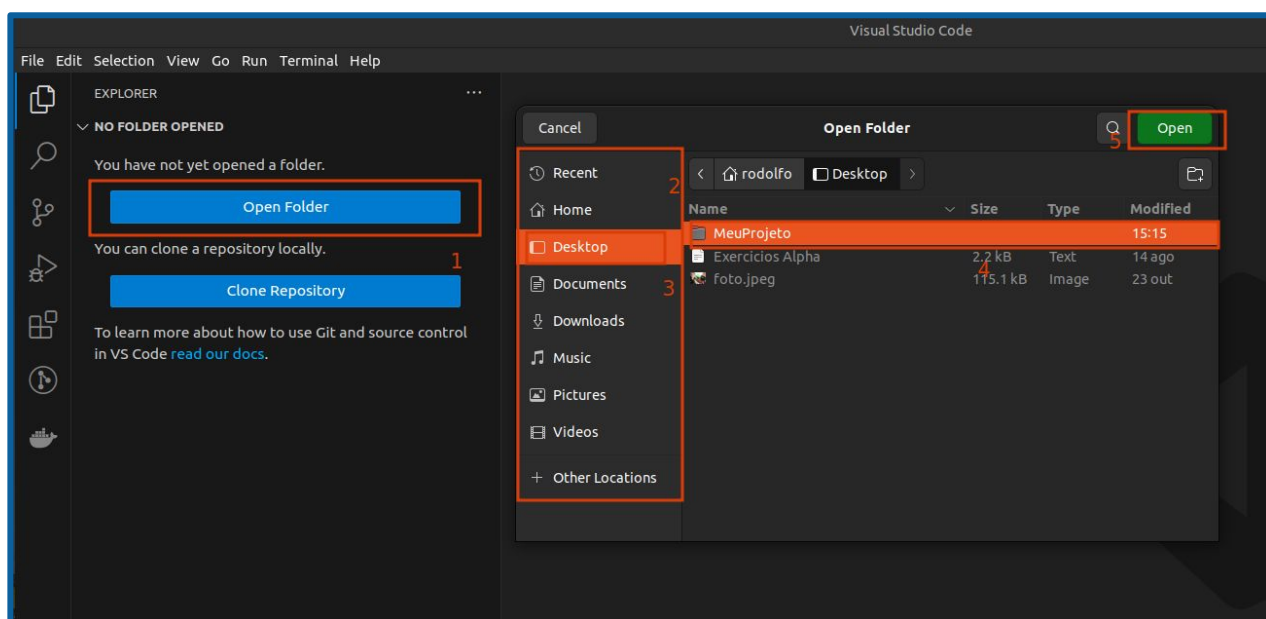 Visual Studio Code
File Edit Selection View Go Run Terminal Help
EXPLORER ...
NO FOLDER OPENED
You have not yet opened a folder.
Open Folder
1
You can clone a repository locally.
Clone Repository
To learn more about how to use Git and source control
in VS Code read our docs.
Cancel Open Folder 5 Open
2
Recent
Home
Desktop
3
Documents
Downloads
Music
Pictures
Videos
+ Other Locations
rodolfo Desktop
Name Size Type Modified
MeuProjeto 15:15
4
Exercicios Alpha 2.2 kB Text 14 ago
foto.jpeg 115.1 kB Image 23 out